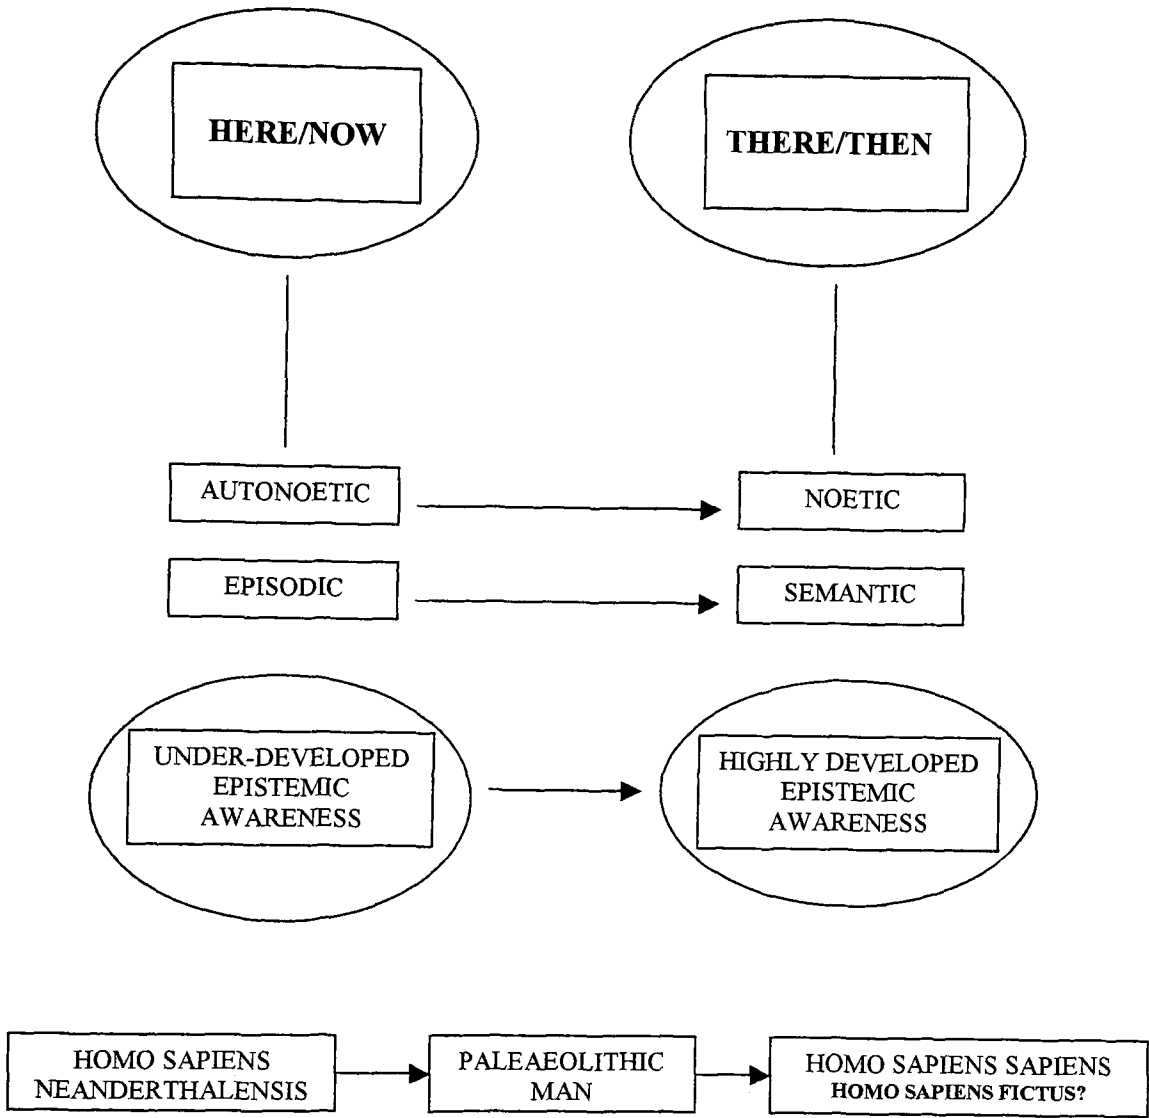 HERE/NOW
THERE/THEN
AUTONOETIC
NOETIC
EPISODIC
SEMANTIC
UNDER-DEVELOPED
EPISTEMIC
AWARENESS
HIGHLY DEVELOPED
EPISTEMIC
AWARENESS
HOMO SAPIENS
NEANDERTHALENSIS
PALEAEOLITHIC
MAN
HOMO SAPIENS SAPIENS
HOMO SAPIENS FICTUS?